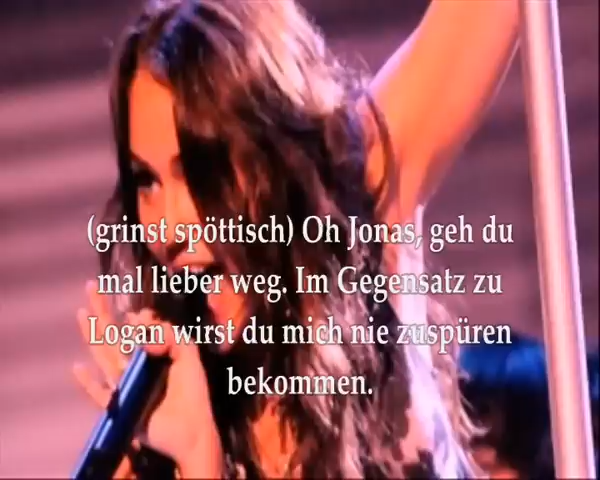 (grinst spöttisch) Oh Jonas, geh du
mal lieber weg. Im Gegensatz zu
Logan wirst du mich nie zuspüren
bekommen.